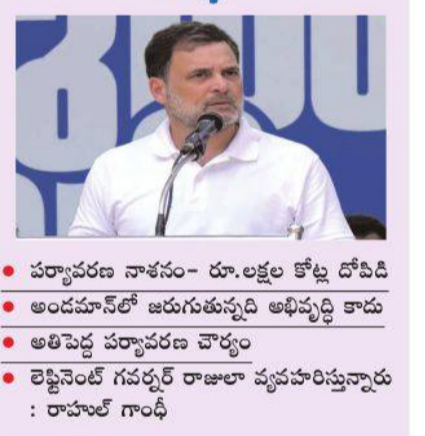 • పర్యావరణ నాశనం- రూ.లక్షల కోట్ల దోపిడి
• అండమాన్‌లో జరుగుతున్నది అభివృద్ధి కాదు
• అతిపెద్ద పర్యావరణ చౌర్యం
• లెఫ్టినెంట్ గవర్నర్ రాజులా వ్యవహరిస్తున్నారు
: రాహుల్ గాంధీ